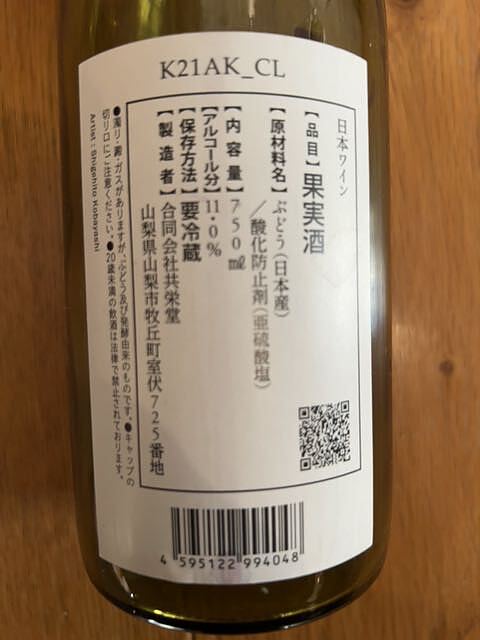 K21AK_CL
日本ワイン
【品目】果実酒
【原材料名】ぶどう(日本産)
／酸化防止剤(亜硫酸塩)
【内容量】750㎖
【アルコール分】11.0%
【保存方法】要冷蔵
【製造者】合同会社共栄堂
山梨県山梨市牧丘町室伏725番地
●濁り・澱・ガスがありますが、ぶどう及び発酵由来のものです。●キャップの
切り口にご注意ください。●20歳未満の飲酒は法律で禁止されております。
Artist : Shigehito Kobayashi
4 595122 994048